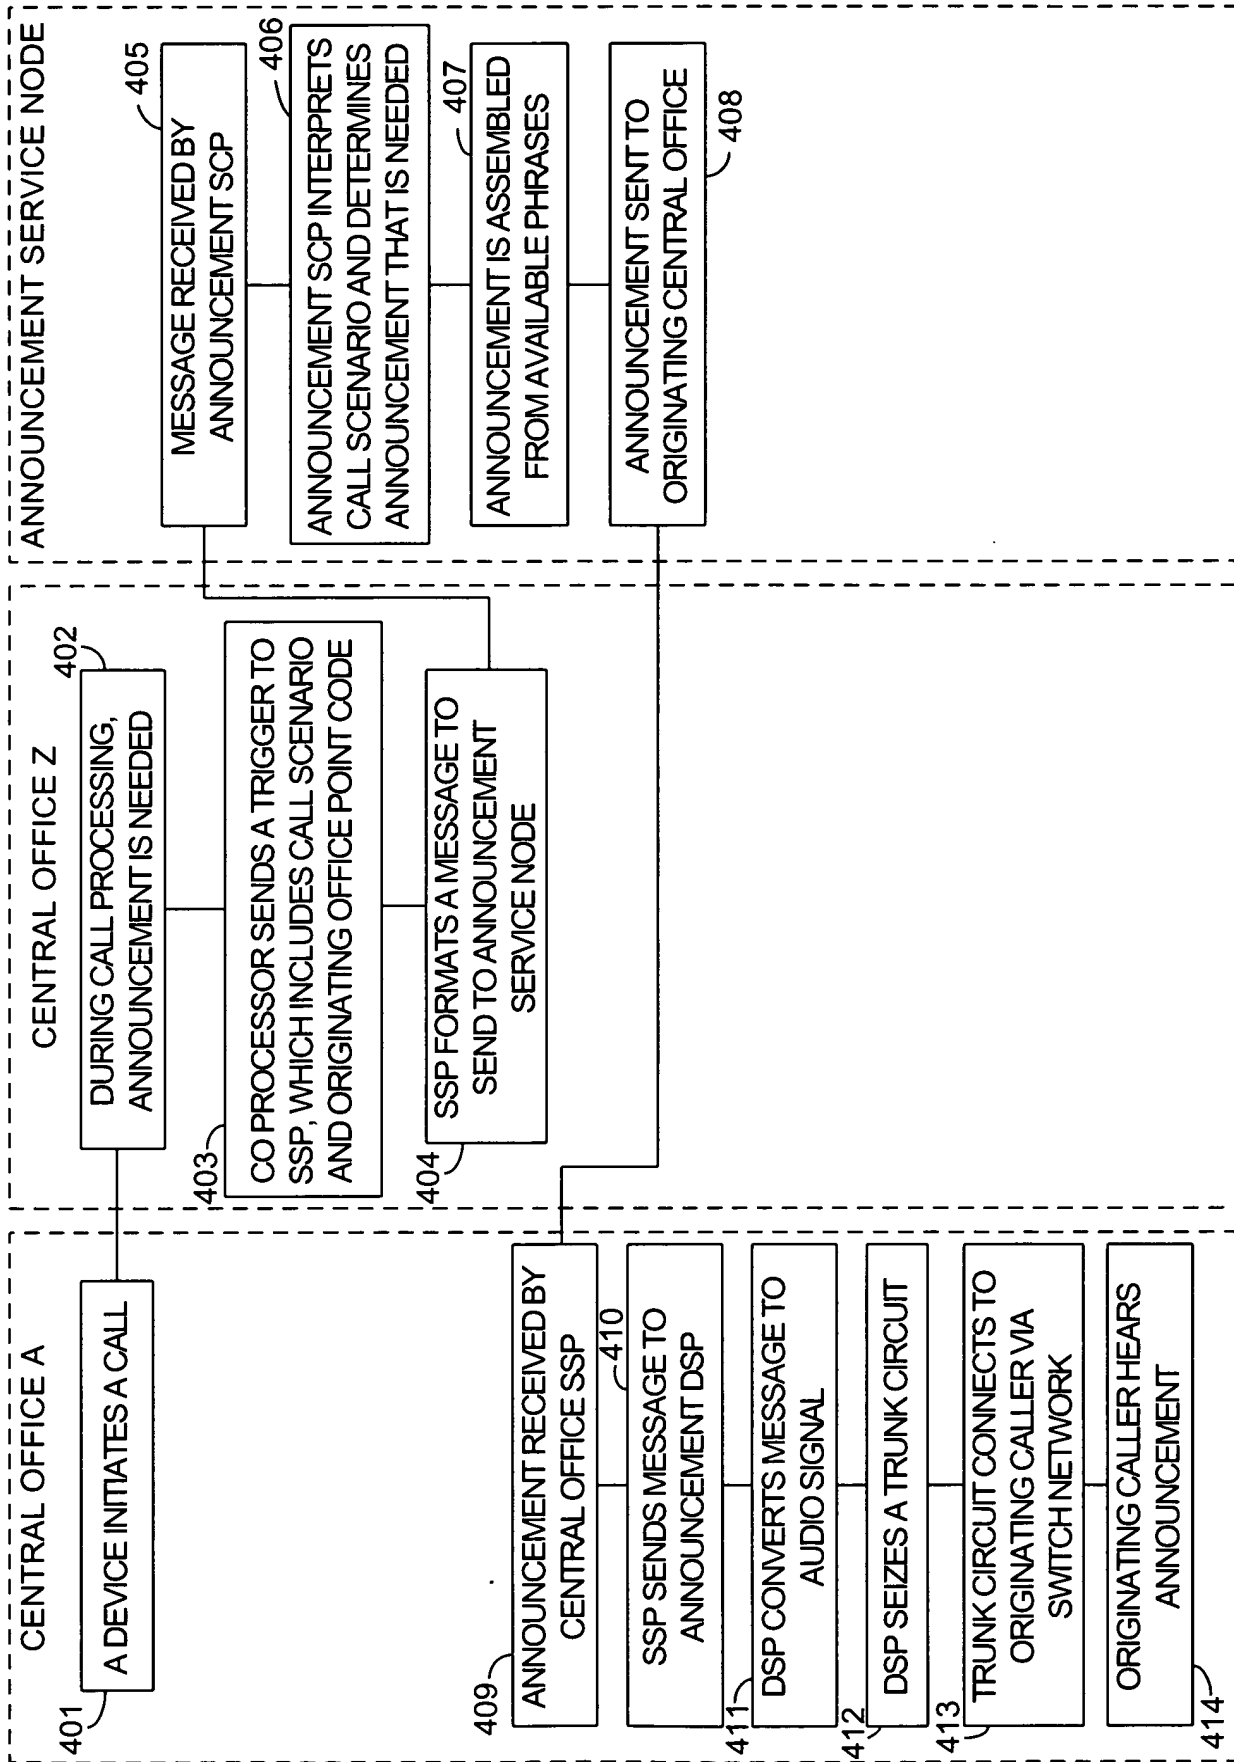 CENTRAL OFFICE A
401
A DEVICE INITIATES A CALL
409
ANNOUNCEMENT RECEIVED BY
CENTRAL OFFICE SSP
410
SSP SENDS MESSAGE TO
ANNOUNCEMENT DSP
411
DSP CONVERTS MESSAGE TO
AUDIO SIGNAL
412
DSP SEIZES A TRUNK CIRCUIT
413
TRUNK CIRCUIT CONNECTS TO
ORIGINATING CALLER VIA
SWITCH NETWORK
ORIGINATING CALLER HEARS
ANNOUNCEMENT
414
CENTRAL OFFICE Z
402
DURING CALL PROCESSING,
ANNOUNCEMENT IS NEEDED
403
CO PROCESSOR SENDS A TRIGGER TO
SSP, WHICH INCLUDES CALL SCENARIO
AND ORIGINATING OFFICE POINT CODE
404
SSP FORMATS A MESSAGE TO
SEND TO ANNOUNCEMENT
SERVICE NODE
ANNOUNCEMENT SERVICE NODE
405
MESSAGE RECEIVED BY
ANNOUNCEMENT SCP
406
ANNOUNCEMENT SCP INTERPRETS
CALL SCENARIO AND DETERMINES
ANNOUNCEMENT THAT IS NEEDED
407
ANNOUNCEMENT IS ASSEMBLED
FROM AVAILABLE PHRASES
ANNOUNCEMENT SENT TO
ORIGINATING CENTRAL OFFICE
408